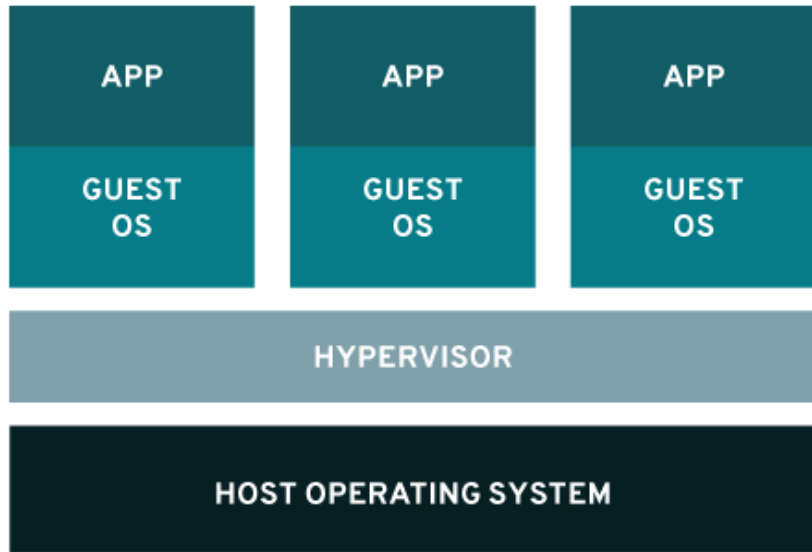 APP
APP
APP
GUEST
OS
GUEST
OS
GUEST
OS
HYPERVISOR
HOST OPERATING SYSTEM